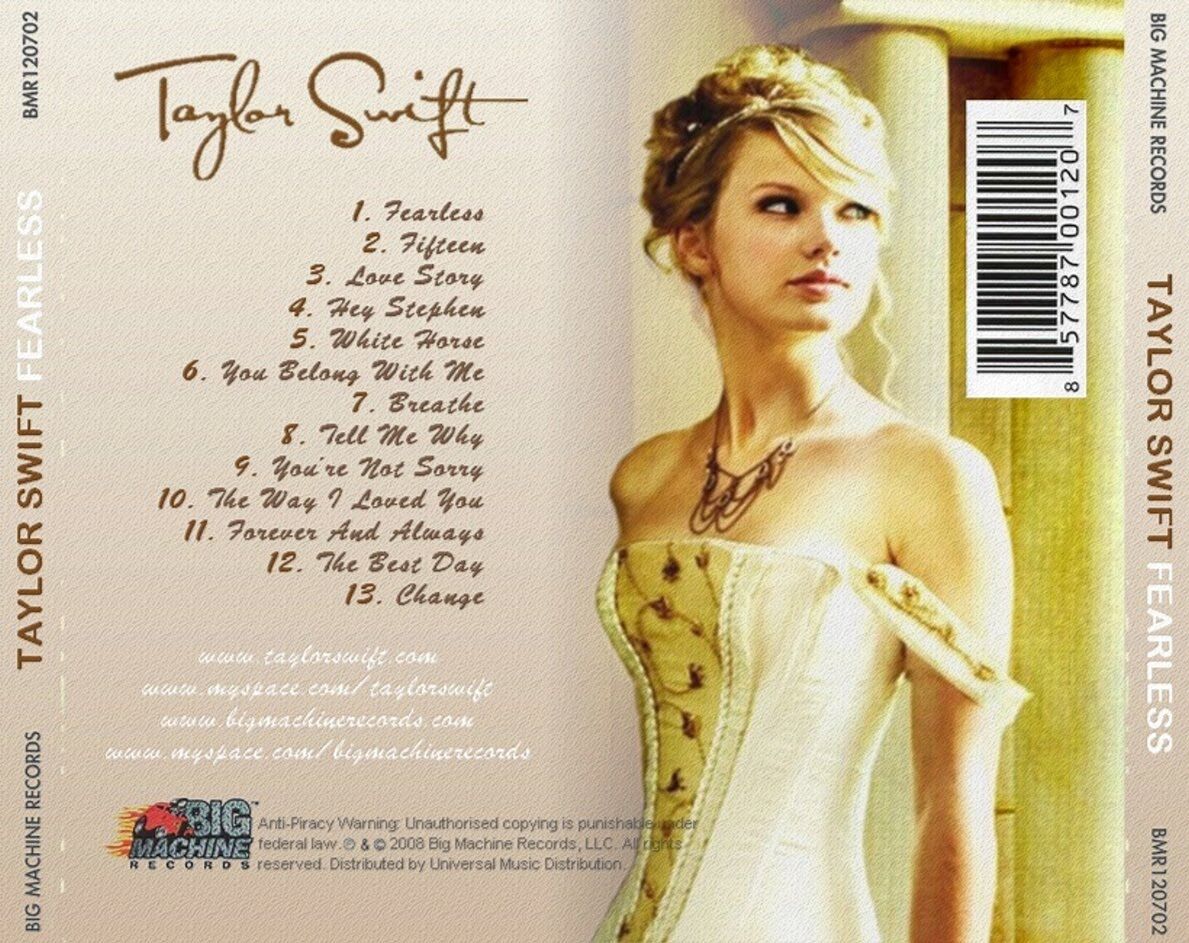 BMR120702
TAYLOR SWIFT FEARLESS
BIG MACHINE RECORDS
Taylor Swift
1. Fearless
2. Fifteen
3. Love Story
4. Hey Stephen
5. White Horse
6. You Belong With Me
7. Breathe
8. Tell Me Why
9. You're Not Sorry
10. The Way I Loved You
11. Forever And Always
12. The Best Day
13. Change
www.taylorswift.com
www.myspace.com/taylorswift
www.bigmachinerecords.com
www.myspace.com/bigmachinerecords
BIG
MACHINE
RECORDS
™
Anti-Piracy Warning: Unauthorised copying is punishable under
federal law. ℗ & © 2008 Big Machine Records, LLC. All rights
reserved. Distributed by Universal Music Distribution.
8 57787 00120 7
BIG MACHINE RECORDS
TAYLOR SWIFT FEARLESS
BMR120702